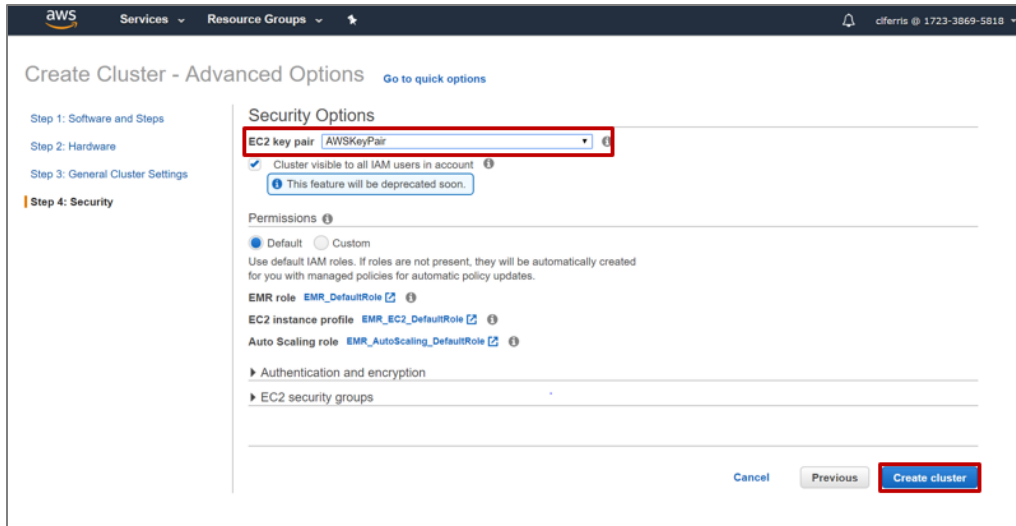 aws Services Resource Groups clferris @ 1723-3869-5818
Create Cluster - Advanced Options Go to quick options
Step 1: Software and Steps
Step 2: Hardware
Step 3: General Cluster Settings
Step 4: Security
Security Options
EC2 key pair AWSKeyPair
Cluster visible to all IAM users in account
This feature will be deprecated soon.
Permissions
Default Custom
Use default IAM roles. If roles are not present, they will be automatically created
for you with managed policies for automatic policy updates.
EMR role EMR_DefaultRole
EC2 instance profile EMR_EC2_DefaultRole
Auto Scaling role EMR_AutoScaling_DefaultRole
Authentication and encryption
EC2 security groups
Cancel Previous Create cluster